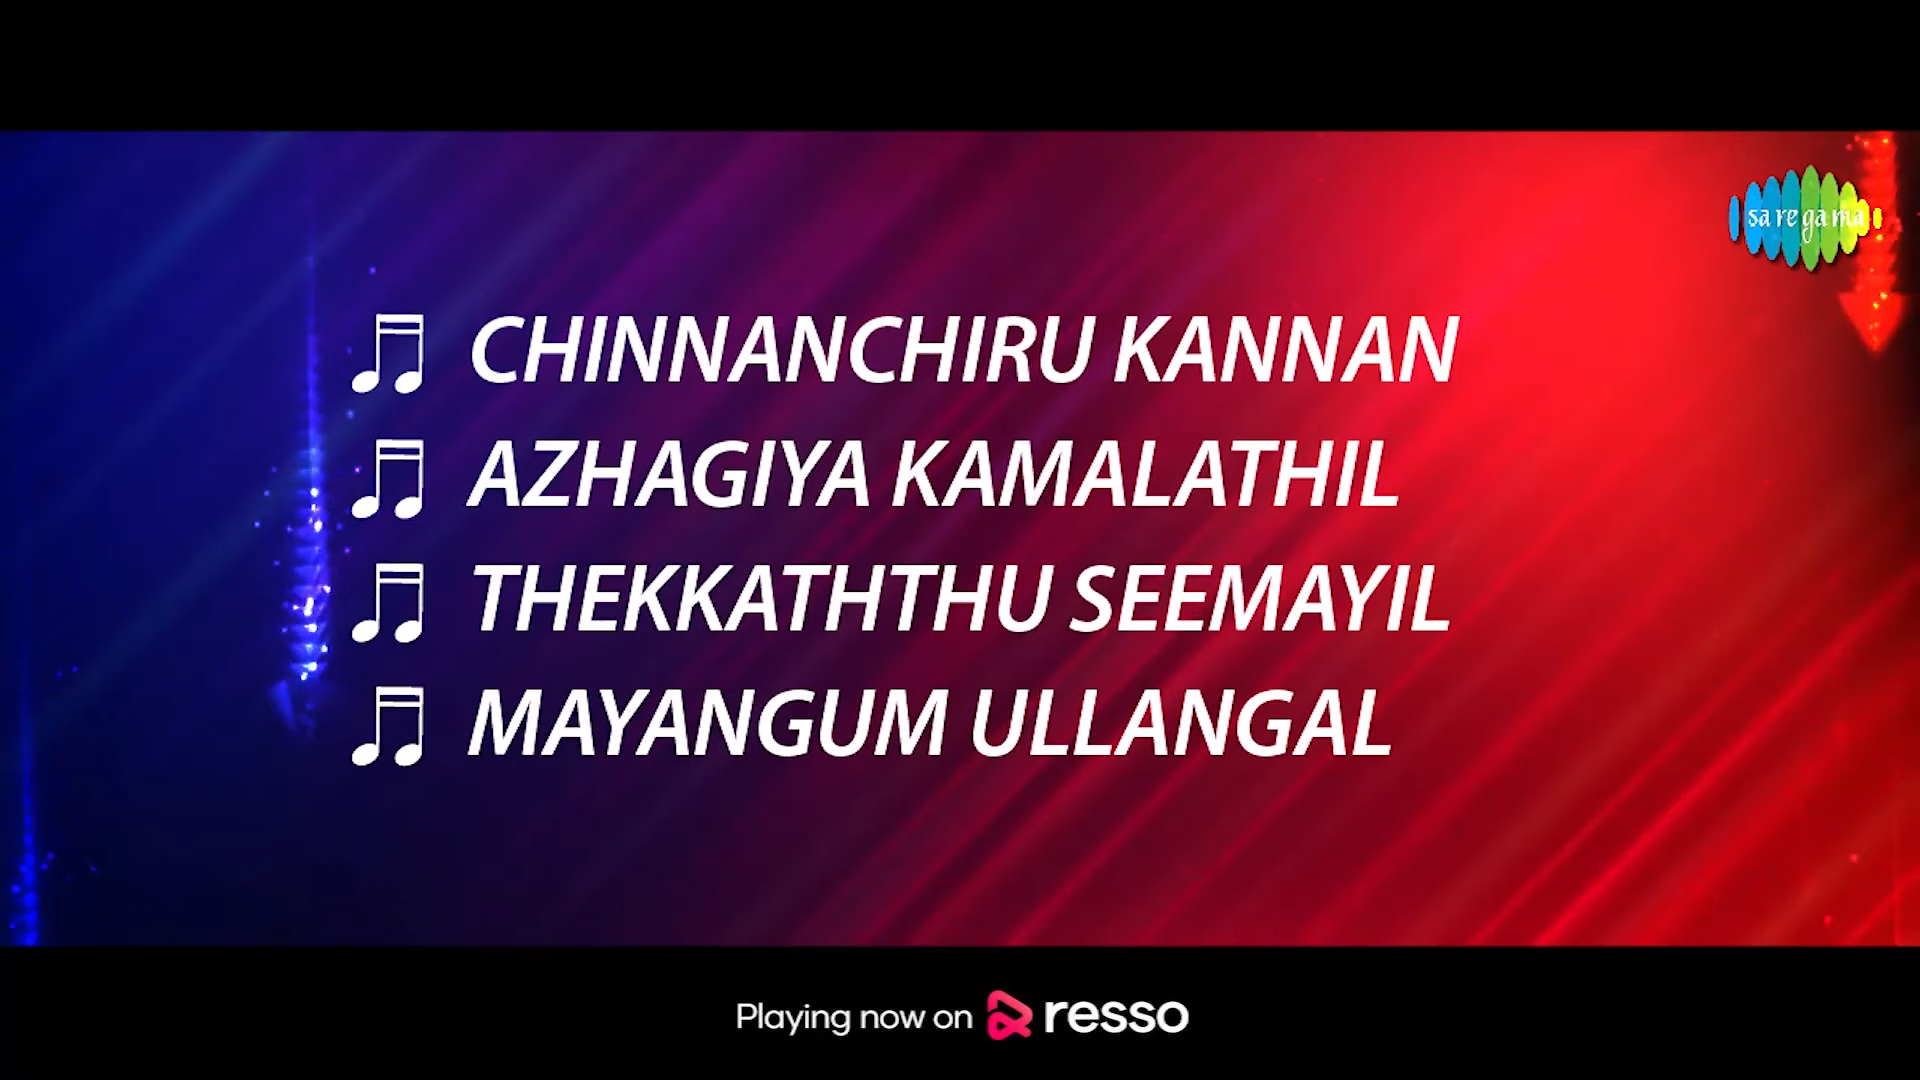 saregama
CHINNANCHIRU KANNAN
AZHAGIYA KAMALATHIL
THEKKATHTHU SEEMAYIL
MAYANGUM ULLANGAL
Playing now on resso